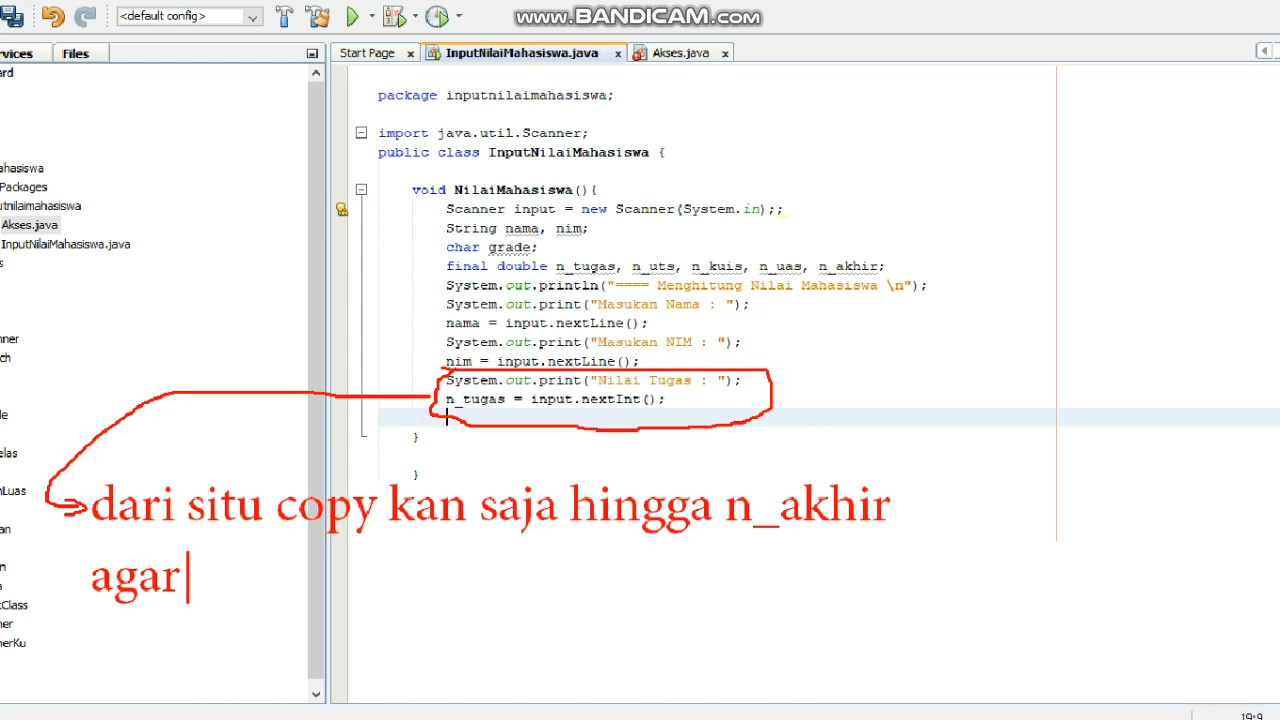 <default config>
www.BANDICAM.com
rvices
Files
Start Page
InputNilaiMahasiswa.java
Akses.java
rd
ahasiswa
Packages
utnilaimahasiswa
Akses.java
InputNilaiMahasiswa.java
s
nner
ch
le
elas
nLuas
an
n
a
tClass
ner
nerKu
package inputnilaimahasiswa;
import java.util.Scanner;
public class InputNilaiMahasiswa {
void NilaiMahasiswa(){
Scanner input = new Scanner(System.in);;
String nama, nim;
char grade;
final double n_tugas, n_uts, n_kuis, n_uas, n_akhir;
System.out.println("==== Menghitung Nilai Mahasiswa \n");
System.out.print("Masukan Nama : ");
nama = input.nextLine();
System.out.print("Masukan NIM : ");
nim = input.nextLine();
System.out.print("Nilai Tugas : ");
n_tugas = input.nextInt();
}
}
dari situ copy kan saja hingga n_akhir
agar
19:9